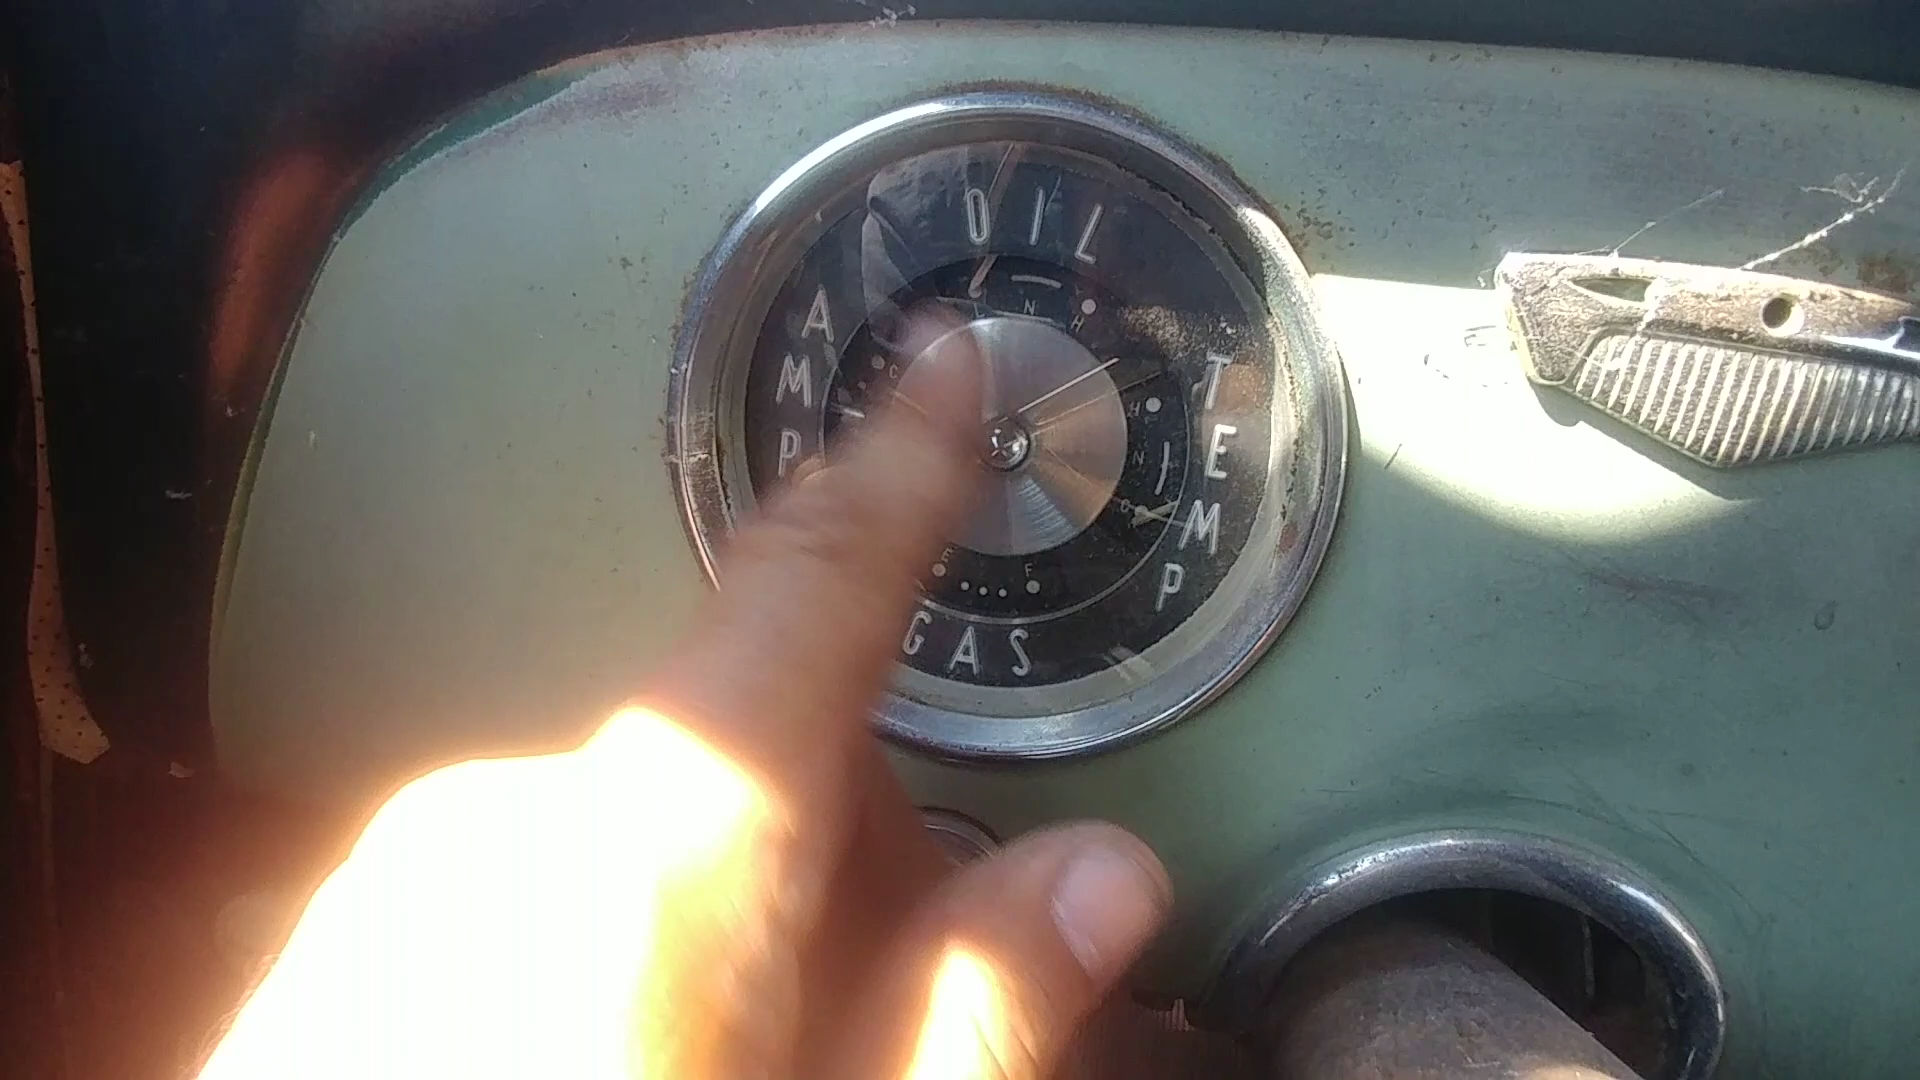 OIL
L N H
AMP
C
TEMP
H N C
E F
GAS